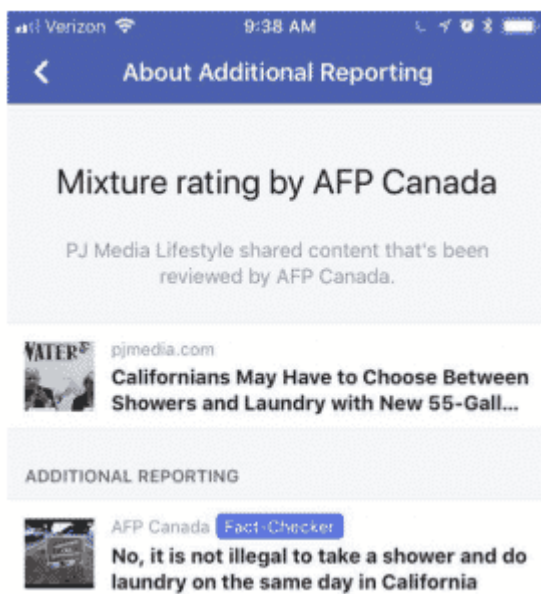 Verizon 9:38 AM
About Additional Reporting
Mixture rating by AFP Canada
PJ Media Lifestyle shared content that's been
reviewed by AFP Canada.
pjmedia.com
Californians May Have to Choose Between
Showers and Laundry with New 55-Gall...
ADDITIONAL REPORTING
AFP Canada Fact-Checker
No, it is not illegal to take a shower and do
laundry on the same day in California